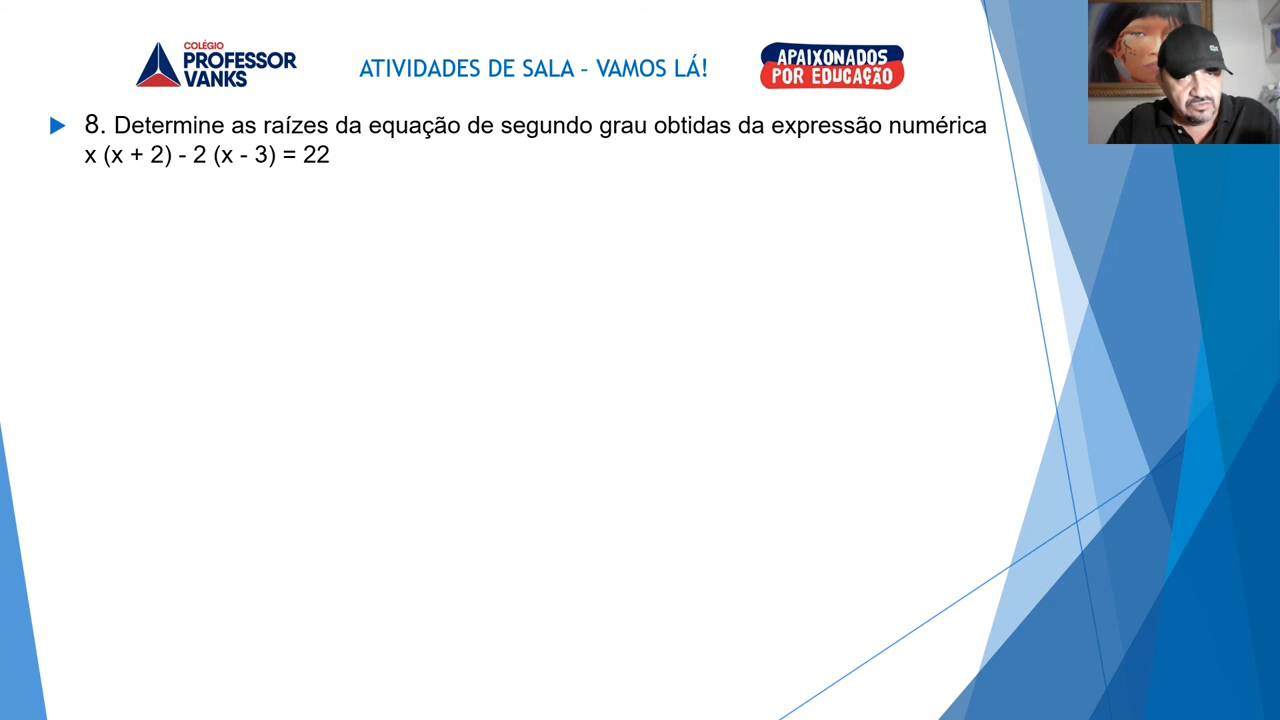 COLÉGIO
PROFESSOR
VANKS
ATIVIDADES DE SALA – VAMOS LÁ!
APAIXONADOS
POR EDUCAÇÃO
8. Determine as raízes da equação de segundo grau obtidas da expressão numérica
x (x + 2) - 2 (x - 3) = 22